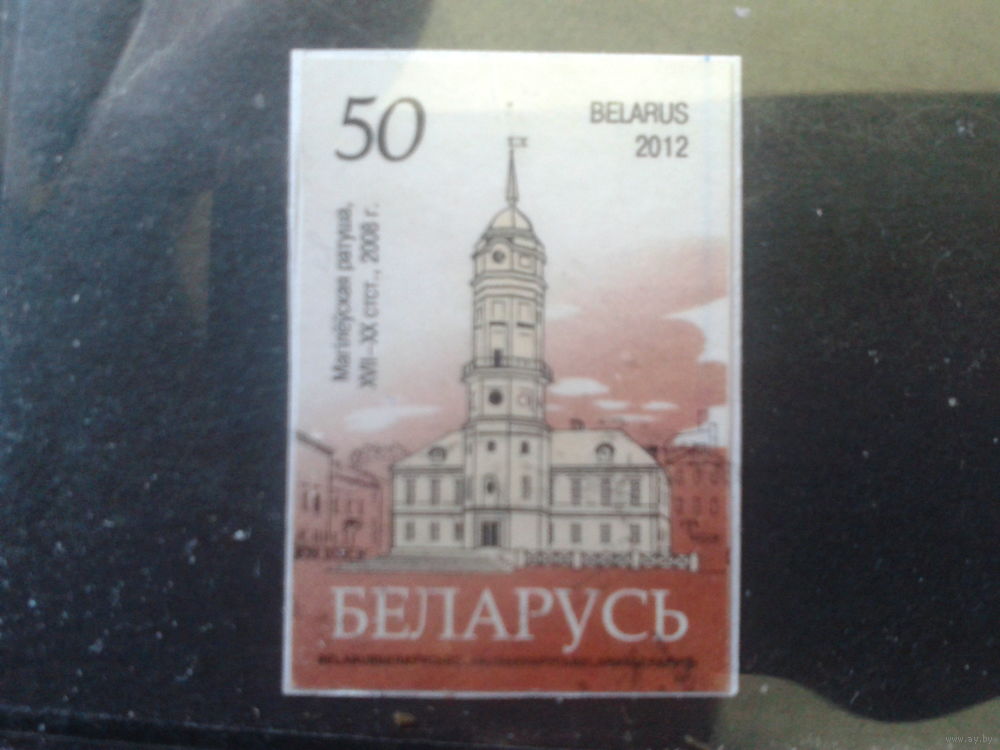 50
BELARUS
2012
Магілёўская ратуша,
XVII–XX стст., 2008 г.
БЕЛАРУСЬ
www.ay.by